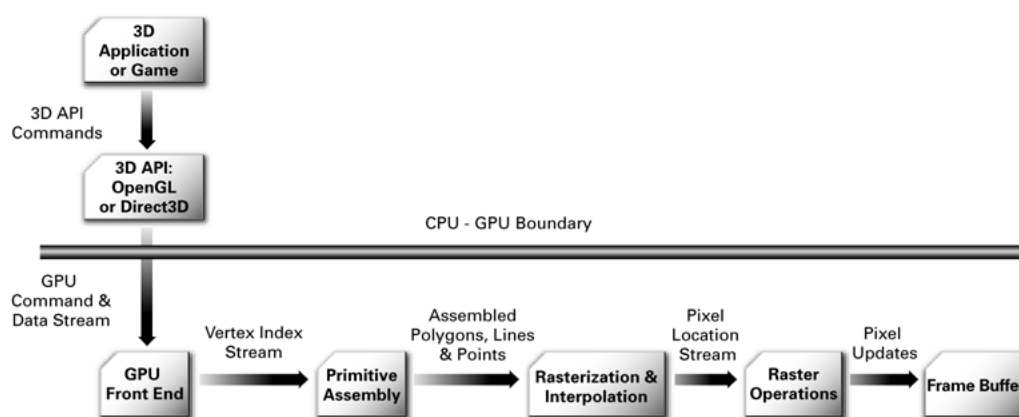 3D
Application
or Game
3D API
Commands
3D API:
OpenGL
or Direct3D
CPU - GPU Boundary
GPU
Command &
Data Stream
Vertex Index
Stream
Assembled
Polygons, Lines
& Points
Pixel
Location
Stream
Pixel
Updates
GPU
Front End
Primitive
Assembly
Rasterization &
Interpolation
Raster
Operations
Frame Buffe